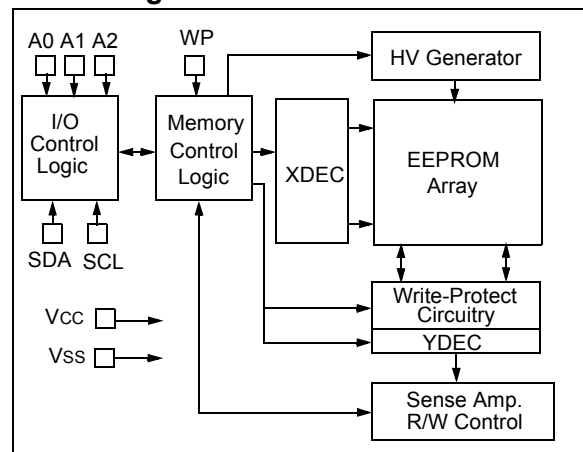 A0 A1 A2
WP
HV Generator
I/O
Control
Logic
Memory
Control
Logic
XDEC
EEPROM
Array
SDA
SCL
Write-Protect
Circuitry
YDEC
VCC
VSS
Sense Amp.
R/W Control